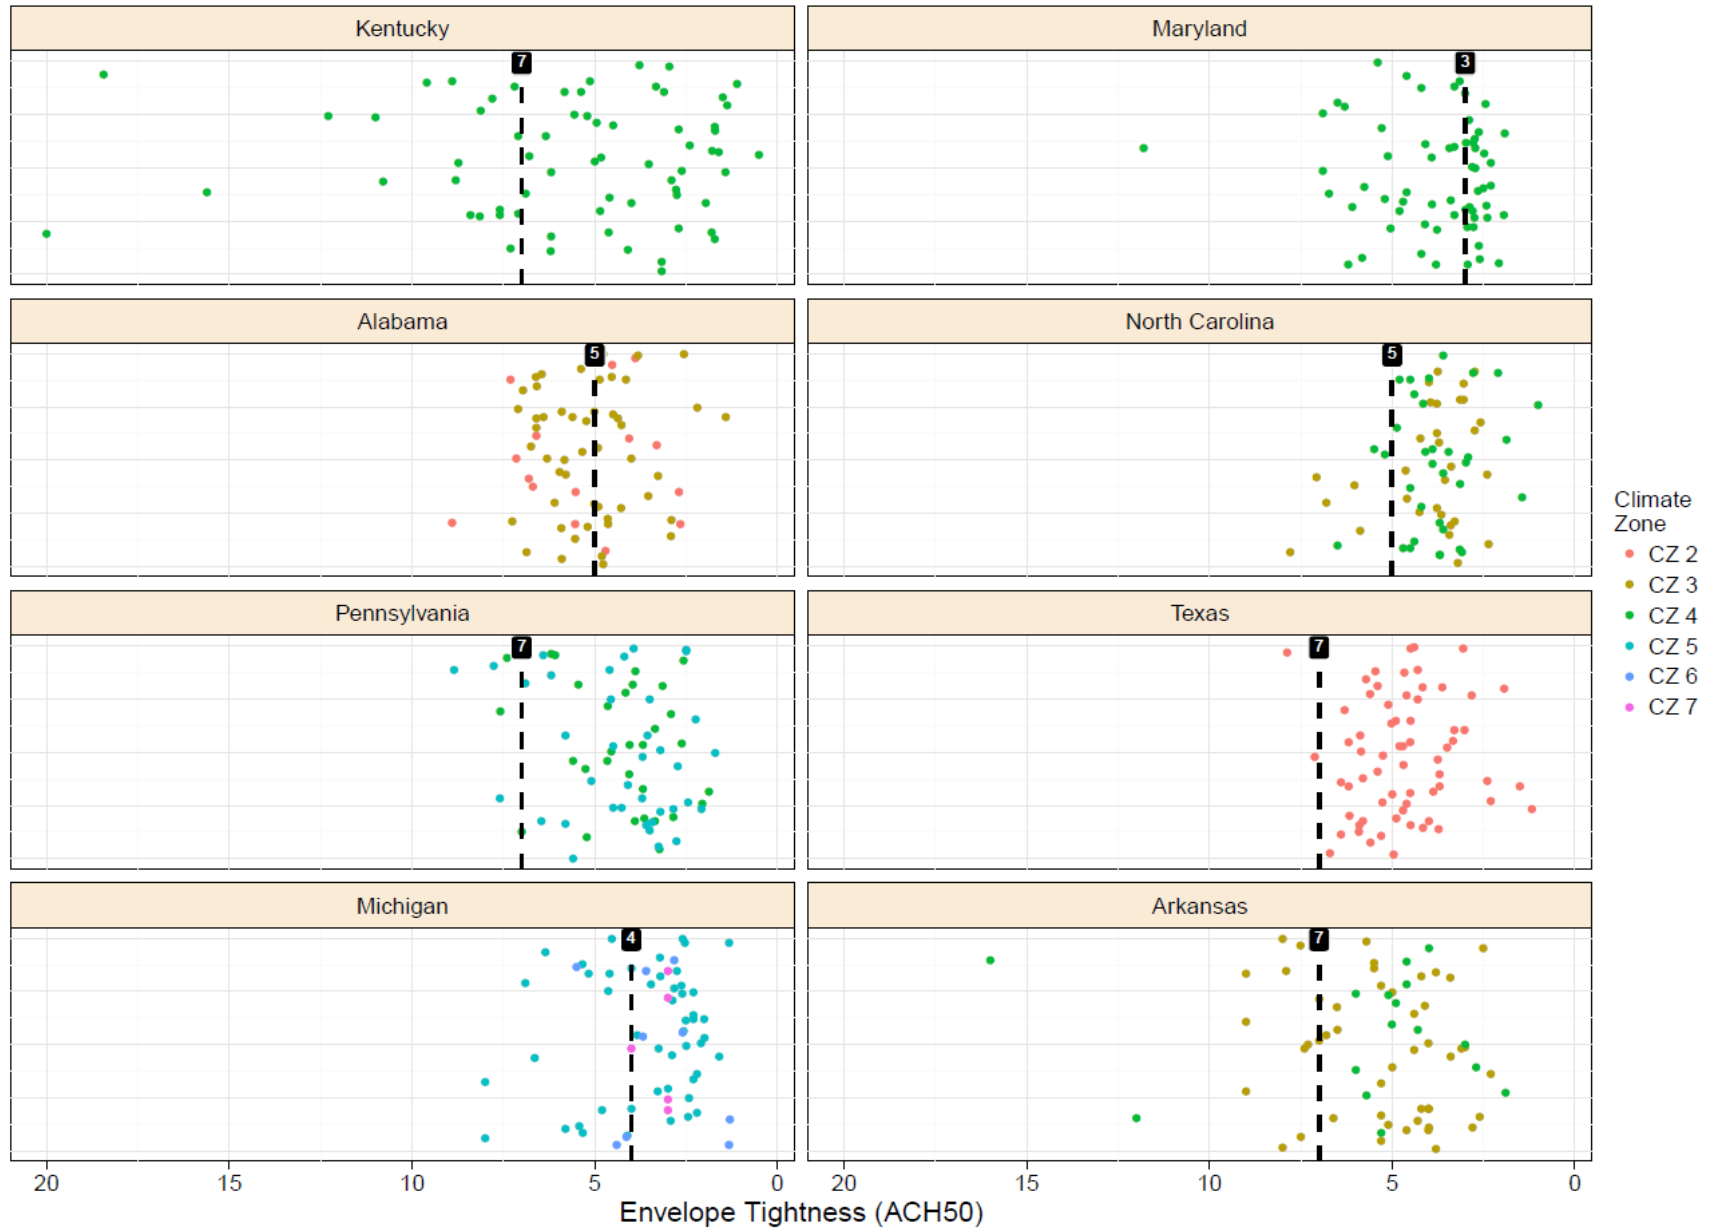 Kentucky
Maryland
7
3
Alabama
North Carolina
5
5
Pennsylvania
Texas
7
7
Michigan
Arkansas
4
7
20 15 10 5 0
20 15 10 5 0
Envelope Tightness (ACH50)
Climate
Zone
CZ 2
CZ 3
CZ 4
CZ 5
CZ 6
CZ 7